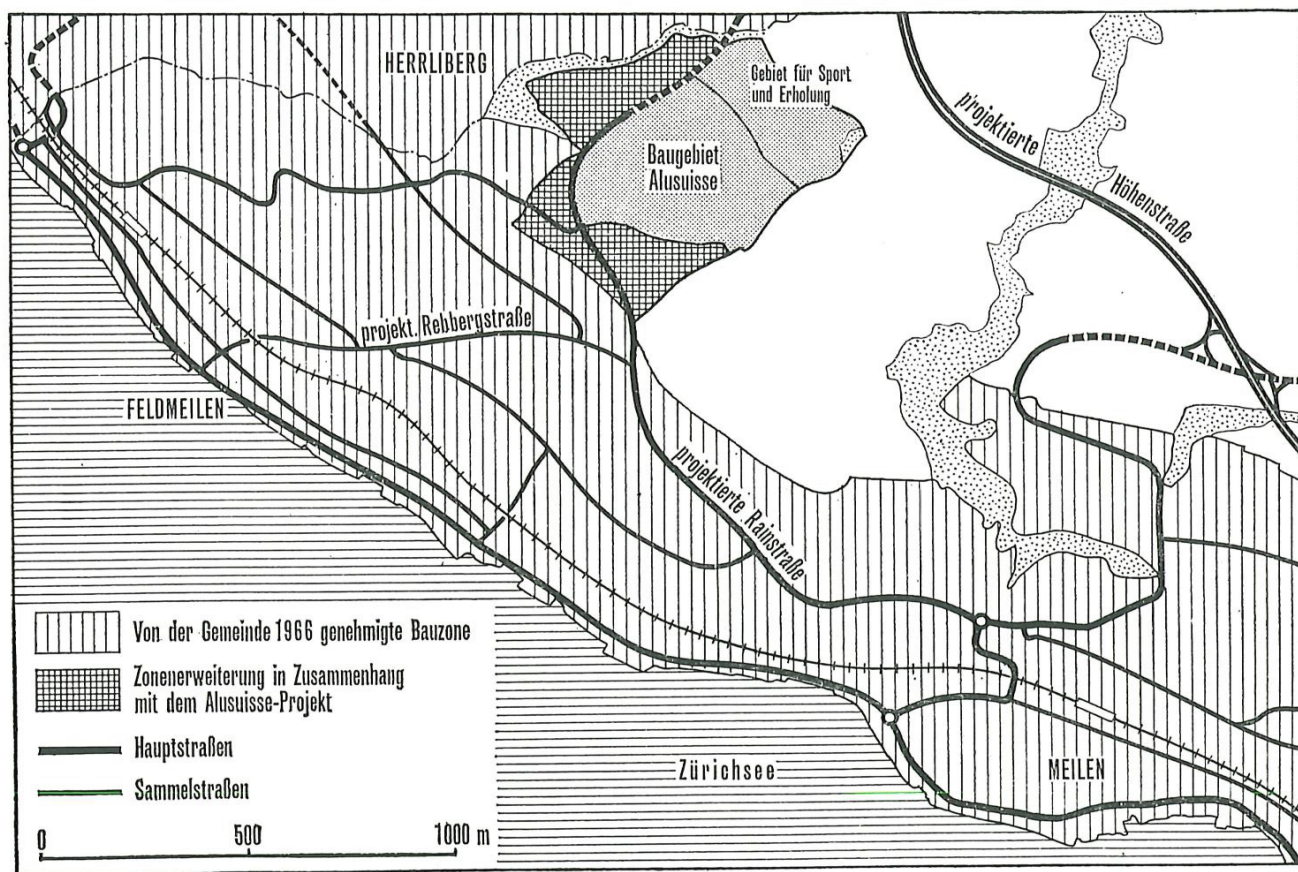 HERRLIBERG
Gebiet für Sport
und Erholung
projektierte
Höhenstraße
Baugebiet
Alusuisse
projekt. Rebbergstraße
FELDMEILEN
projektierte Rainstraße
Von der Gemeinde 1966 genehmigte Bauzone
Zonenerweiterung in Zusammenhang
mit dem Alusuisse-Projekt
Hauptstraßen
Sammelstraßen
Zürichsee
MEILEN
0 500 1000 m